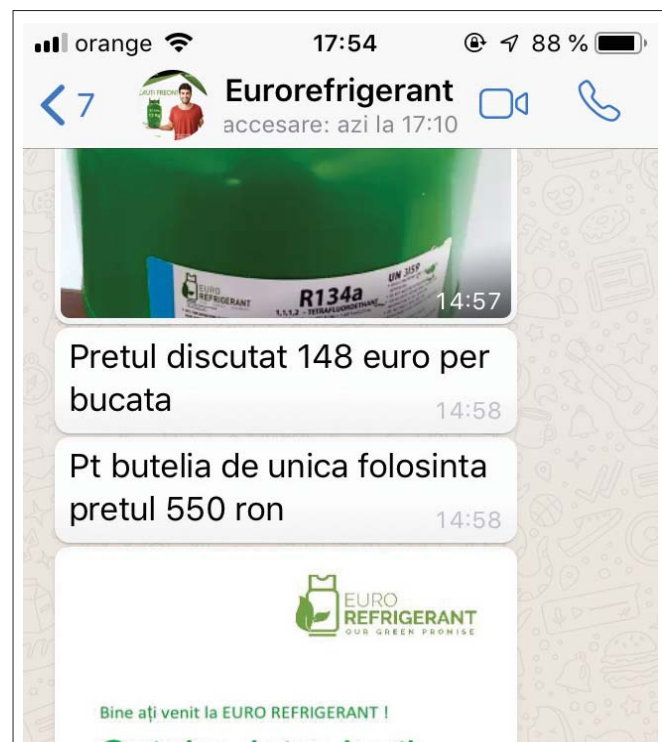 orange 17:54 88 %
7 Eurorefrigerant
accesare: azi la 17:10
EURO
REFRIGERANT
R134a
UN 3159
1,1,1,2 - TETRAFLUOROETHANE
14:57
Pretul discutat 148 euro per
bucata
14:58
Pt butelia de unica folosinta
pretul 550 ron
14:58
EURO
REFRIGERANT
OUR GREEN PROMISE
Bine ați venit la EURO REFRIGERANT !